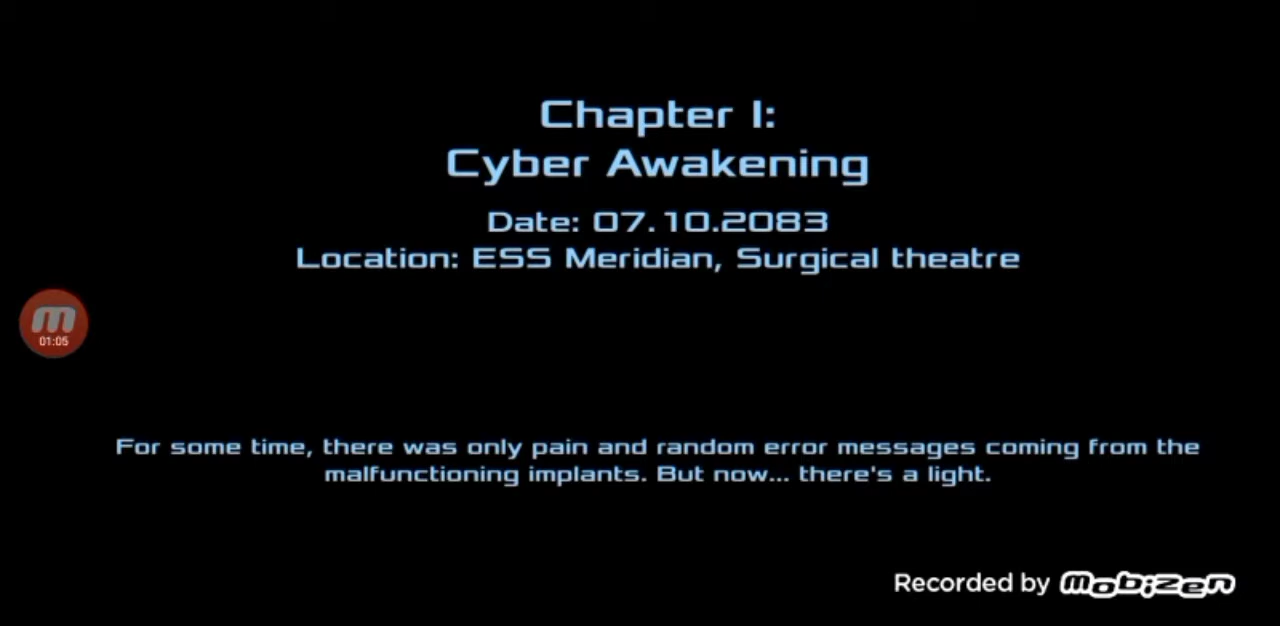 Chapter I:
Cyber Awakening
Date: 07.10.2083
Location: ESS Meridian, Surgical theatre
m
01:05
For some time, there was only pain and random error messages coming from the
malfunctioning implants. But now... there's a light.
Recorded by mobizen